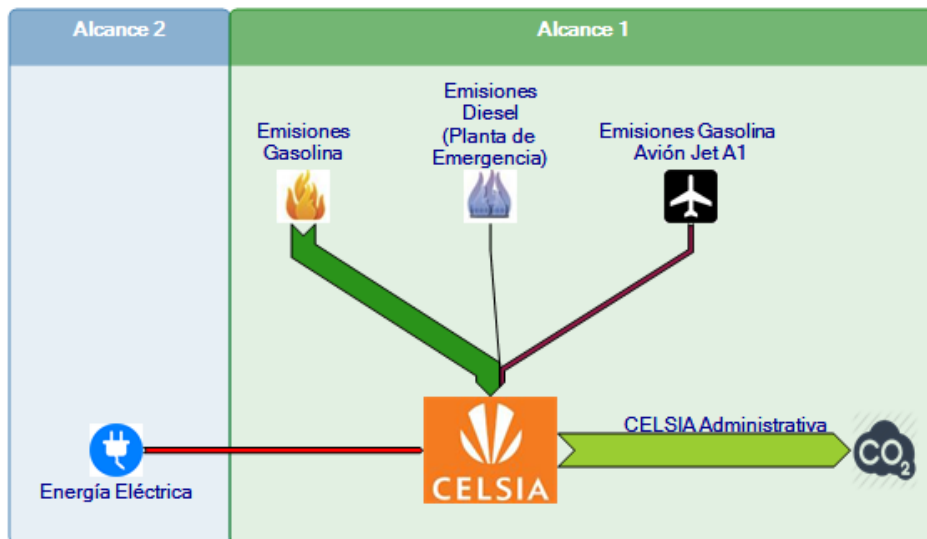 Alcance 2
Alcance 1
Emisiones
Gasolina
Emisiones
Diesel
(Planta de
Emergencia)
Emisiones Gasolina
Avión Jet A1
CELSIA Administrativa
CO2
Energía Eléctrica
CELSIA